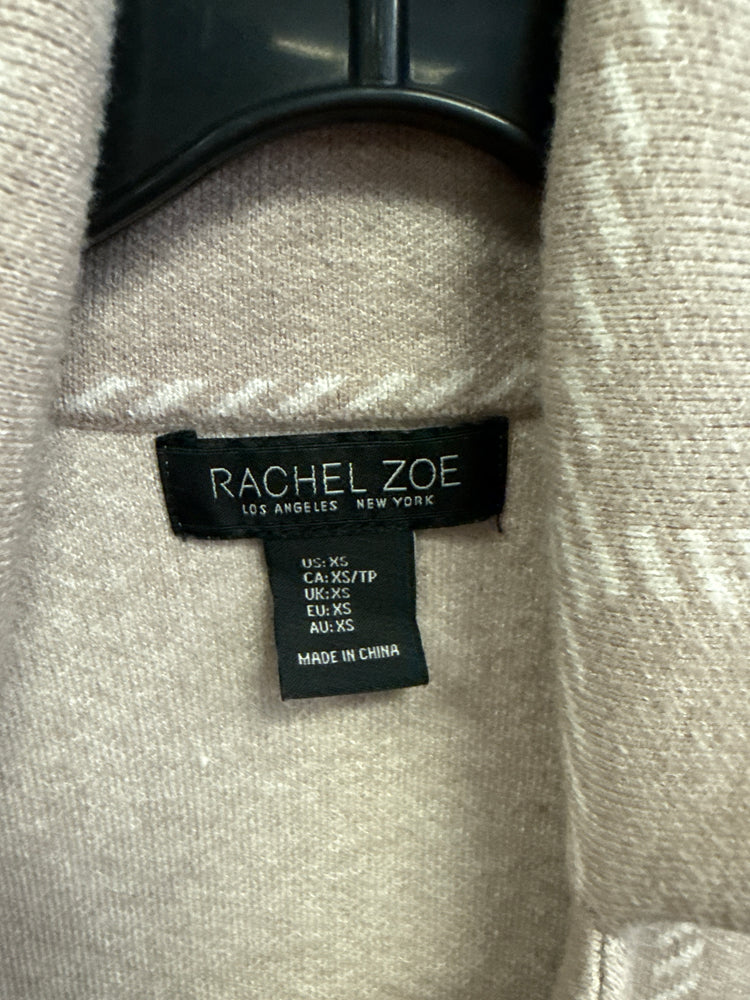 RACHEL ZOE
LOS ANGELES NEW YORK
US: XS
CA: XS/TP
UK: XS
EU: XS
AU: XS
MADE IN CHINA